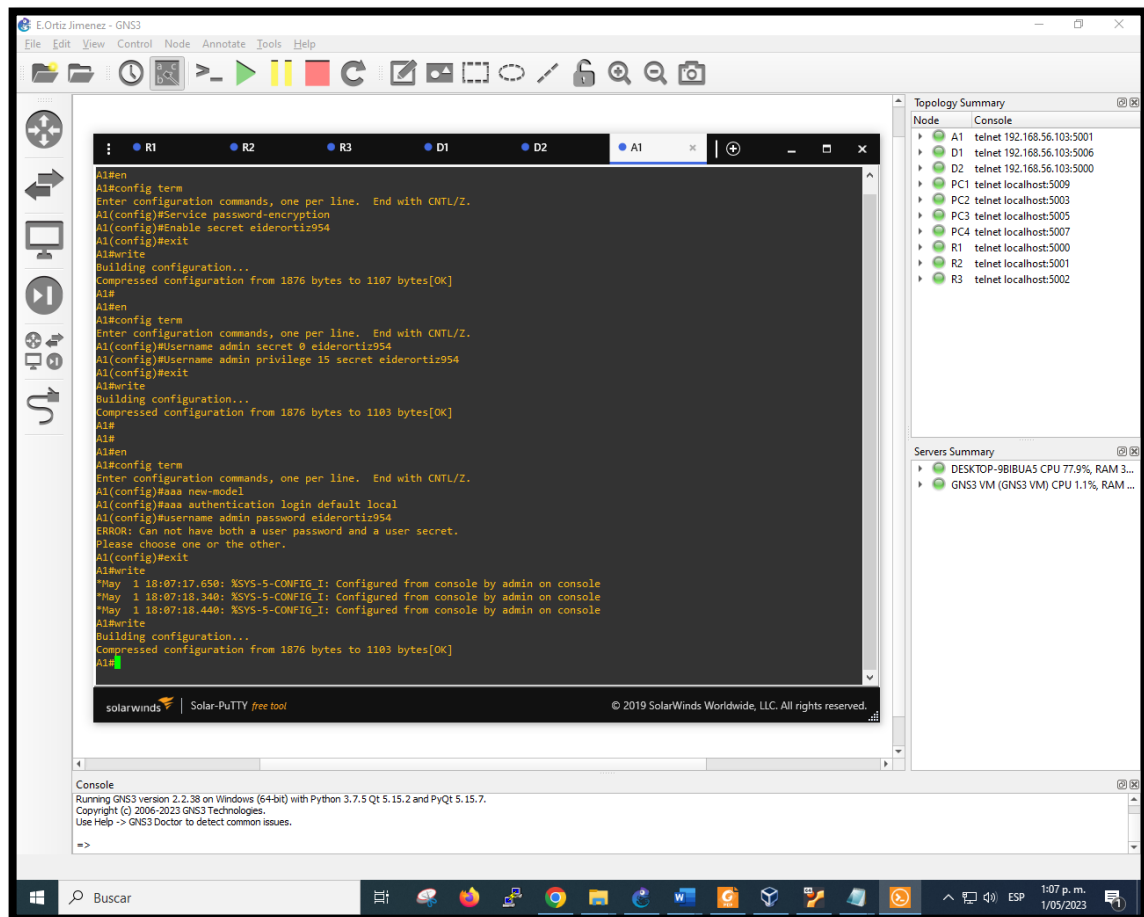 E.Ortiz Jimenez - GNS3
File Edit View Control Node Annotate Tools Help
R1 R2 R3 D1 D2 A1
A1#en
A1#config term
Enter configuration commands, one per line. End with CNTL/Z.
A1(config)#Service password-encryption
A1(config)#Enable secret eiderortiz954
A1(config)#exit
A1#write
Building configuration...
Compressed configuration from 1876 bytes to 1107 bytes[OK]
A1#
A1#en
A1#config term
Enter configuration commands, one per line. End with CNTL/Z.
A1(config)#Username admin secret 0 eiderortiz954
A1(config)#Username admin privilege 15 secret eiderortiz954
A1(config)#exit
A1#write
Building configuration...
Compressed configuration from 1876 bytes to 1103 bytes[OK]
A1#
A1#
A1#en
A1#config term
Enter configuration commands, one per line. End with CNTL/Z.
A1(config)#aaa new-model
A1(config)#aaa authentication login default local
A1(config)#username admin password eiderortiz954
ERROR: Can not have both a user password and a user secret.
Please choose one or the other.
A1(config)#exit
A1#write
*May 1 18:07:17.650: %SYS-5-CONFIG_I: Configured from console by admin on console
*May 1 18:07:18.340: %SYS-5-CONFIG_I: Configured from console by admin on console
*May 1 18:07:18.440: %SYS-5-CONFIG_I: Configured from console by admin on console
A1#write
Building configuration...
Compressed configuration from 1876 bytes to 1103 bytes[OK]
A1#
solarwinds | Solar-PuTTY free tool © 2019 SolarWinds Worldwide, LLC. All rights reserved.
Topology Summary
Node Console
A1 telnet 192.168.56.103:5001
D1 telnet 192.168.56.103:5006
D2 telnet 192.168.56.103:5000
PC1 telnet localhost:5009
PC2 telnet localhost:5003
PC3 telnet localhost:5005
PC4 telnet localhost:5007
R1 telnet localhost:5000
R2 telnet localhost:5001
R3 telnet localhost:5002
Servers Summary
DESKTOP-9BIBUA5 CPU 77.9%, RAM 3...
GNS3 VM (GNS3 VM) CPU 1.1%, RAM ...
Console
Running GNS3 version 2.2.38 on Windows (64-bit) with Python 3.7.5 Qt 5.15.2 and PyQt 5.15.7.
Copyright (c) 2006-2023 GNS3 Technologies.
Use Help -> GNS3 Doctor to detect common issues.
=>
Buscar
ESP
1:07 p. m.
1/05/2023